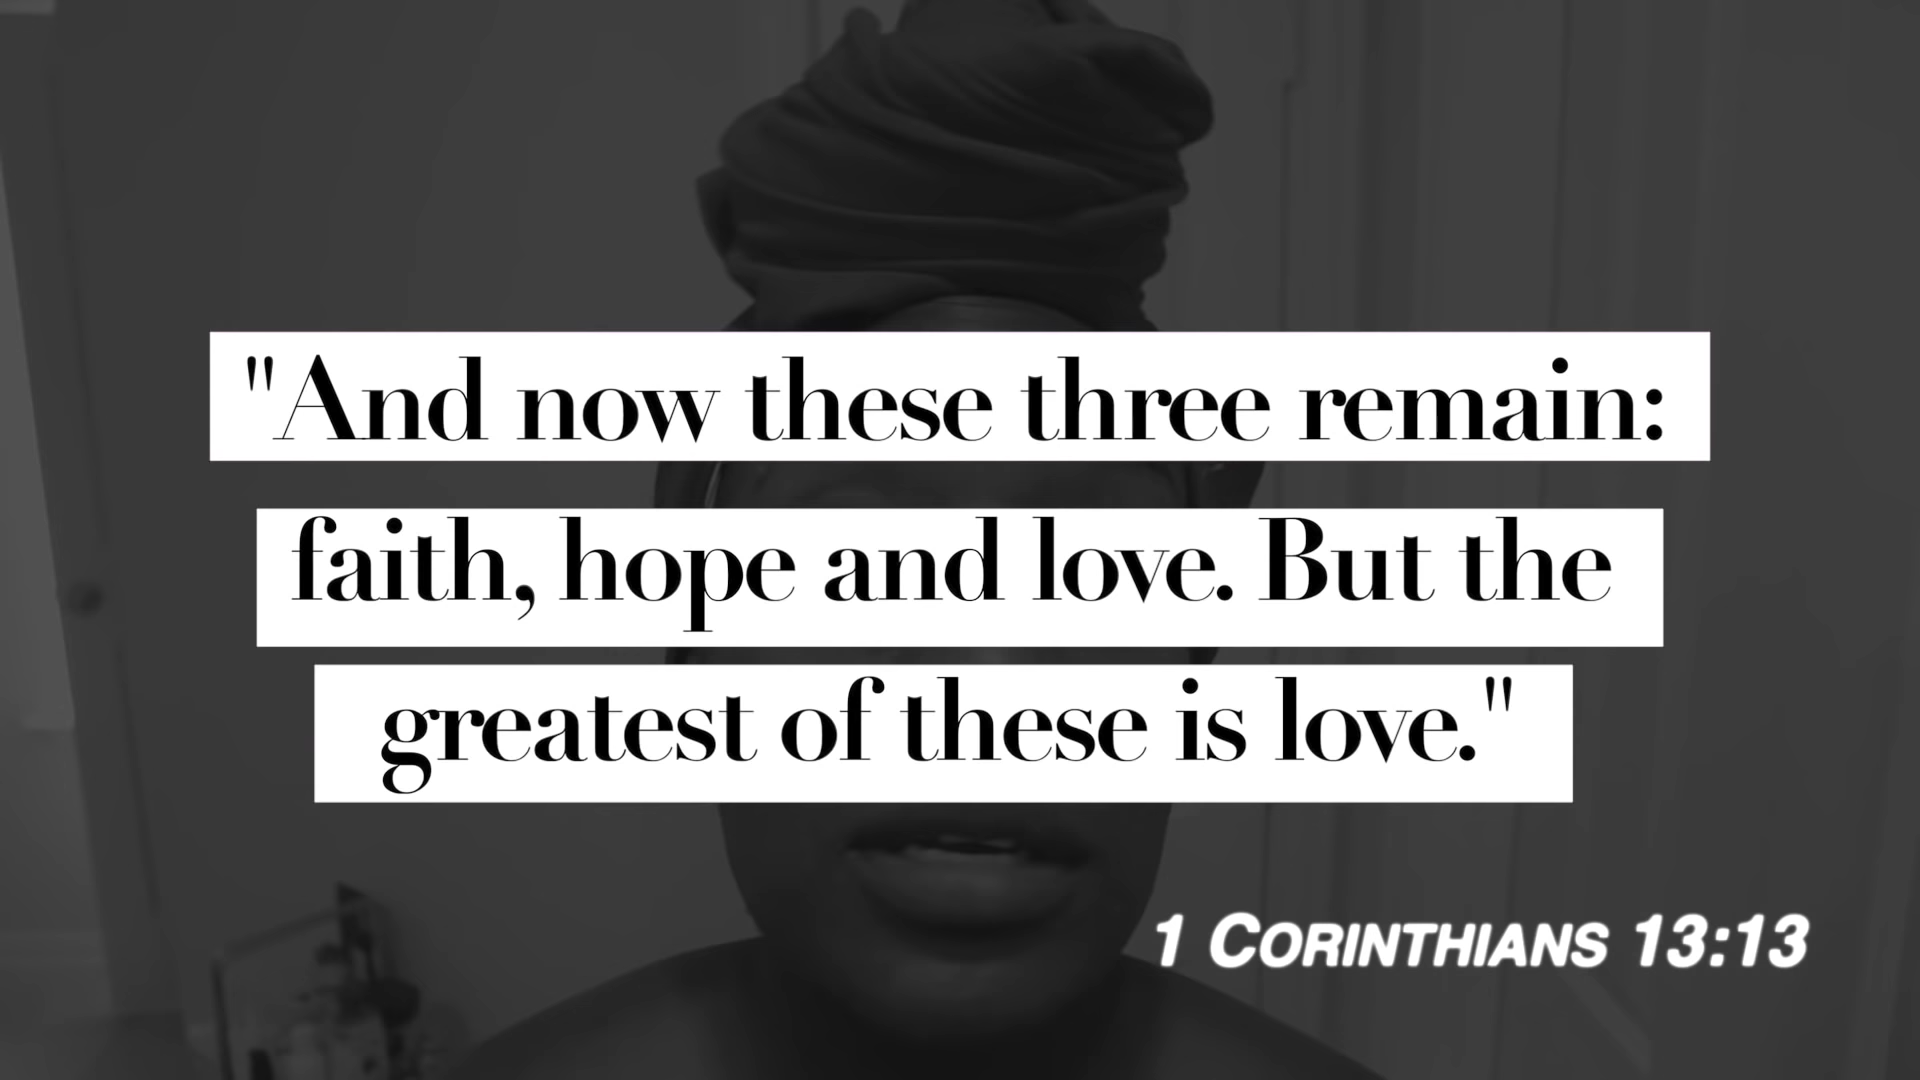 "And now these three remain:
faith, hope and love. But the
greatest of these is love."
1 CORINTHIANS 13:13